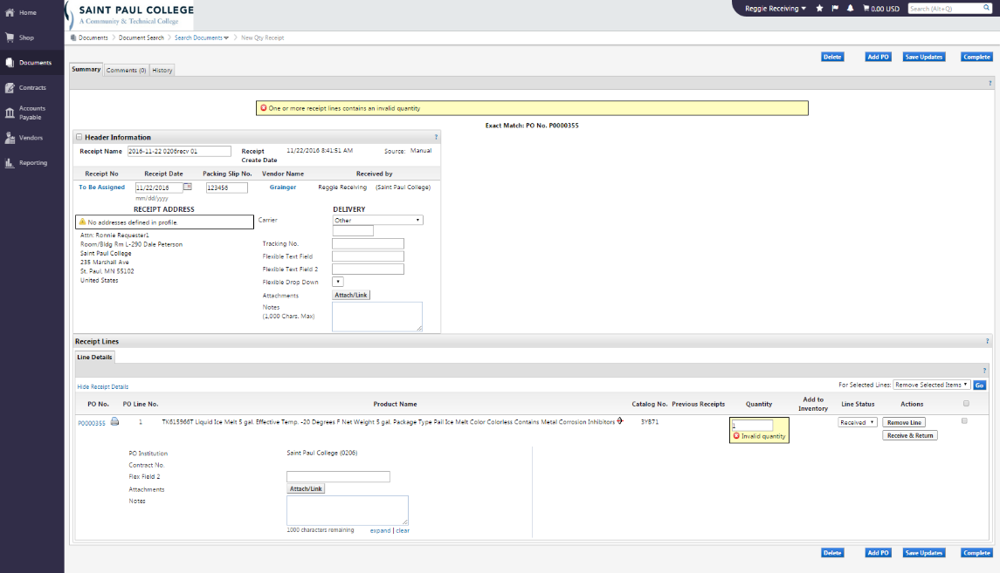 Home
Shop
Documents
Contracts
Accounts
Payable
Vendors
Reporting
SAINT PAUL COLLEGE
A Community & Technical College
Reggie Receiving
0.00 USD
Search (Alt+Q)
Documents > Document Search > Search Documents > New Qty Receipt
Delete Add PO Save Updates Complete
Summary Comments (0) History
?
One or more receipt lines contains an invalid quantity
Exact Match: PO No. P0000355
Header Information ?
Receipt Name 2016-11-22 0206recv 01 Receipt Create Date 11/22/2016 8:41:51 AM Source: Manual
Receipt No Receipt Date Packing Slip No. Vendor Name Received by
To Be Assigned 11/22/2016 123456 Grainger Reggie Receiving (Saint Paul College)
mm/dd/yyyy
RECEIPT ADDRESS
No addresses defined in profile.
Attn: Ronnie Requester1
Room/Bldg Rm L-290 Dale Peterson
Saint Paul College
235 Marshall Ave
St. Paul, MN 55102
United States
DELIVERY
Carrier Other
Tracking No.
Flexible Text Field
Flexible Text Field 2
Flexible Drop Down
Attachments Attach/Link
Notes
(1,000 Chars. Max)
Receipt Lines ?
Line Details
?
Hide Receipt Details For Selected Lines: Remove Selected Items Go
PO No. PO Line No. Product Name Catalog No. Previous Receipts Quantity Add to Inventory Line Status Actions
P0000355 1 TK615966T Liquid Ice Melt 5 gal. Effective Temp. -20 Degrees F Net Weight 5 gal. Package Type Pail Ice Melt Color Colorless Contains Metal Corrosion Inhibitors 3YB71 1 Received Remove Line
Invalid quantity Receive & Return
PO Institution Saint Paul College (0206)
Contract No.
Flex Field 2
Attachments Attach/Link
Notes
1000 characters remaining expand | clear
Delete Add PO Save Updates Complete